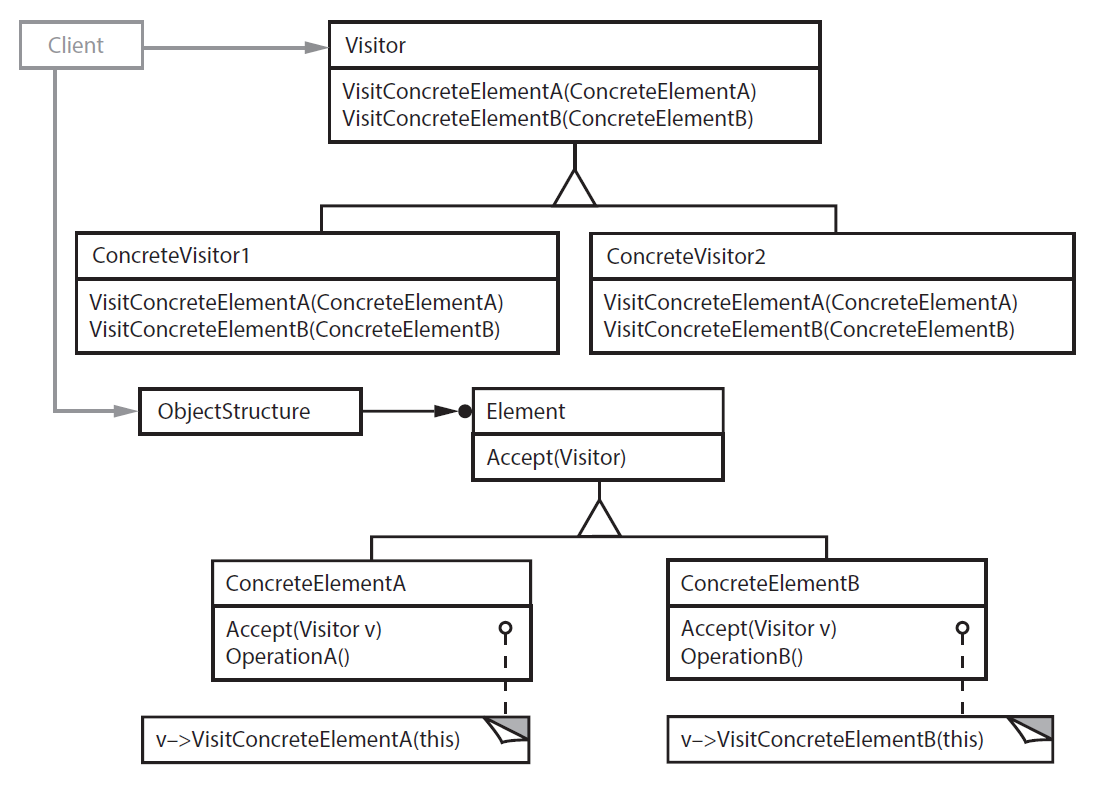 Client
Visitor
VisitConcreteElementA(ConcreteElementA)
VisitConcreteElementB(ConcreteElementB)
ConcreteVisitor1
VisitConcreteElementA(ConcreteElementA)
VisitConcreteElementB(ConcreteElementB)
ConcreteVisitor2
VisitConcreteElementA(ConcreteElementA)
VisitConcreteElementB(ConcreteElementB)
ObjectStructure
Element
Accept(Visitor)
ConcreteElementA
Accept(Visitor v)
OperationA()
v–>VisitConcreteElementA(this)
ConcreteElementB
Accept(Visitor v)
OperationB()
v–>VisitConcreteElementB(this)